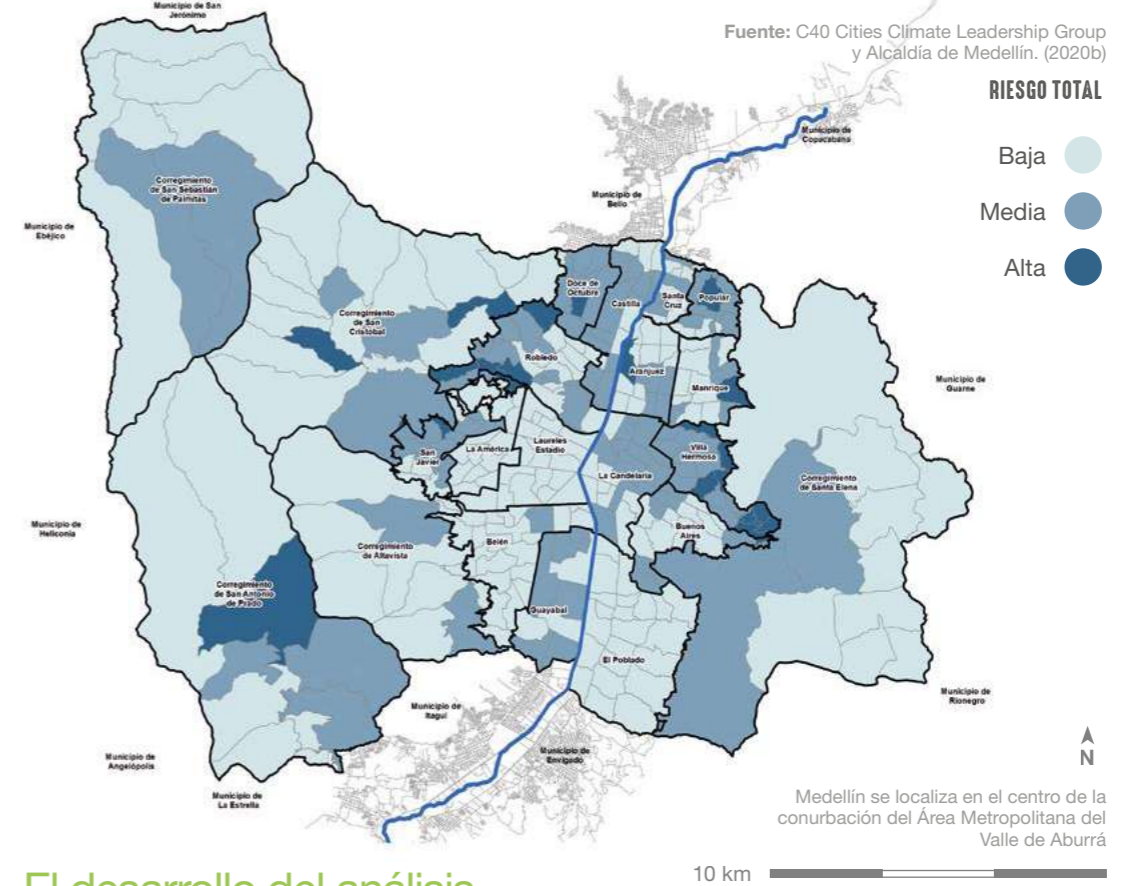 Municipio de San
Jerónimo
Fuente: C40 Cities Climate Leadership Group
y Alcaldía de Medellín. (2020b)
RIESGO TOTAL
Baja
Media
Alta
Municipio de
Copacabana
Municipio de
Bello
Corregimiento
de San Sebastián
de Palmitas
Municipio de
Ebéjico
Doce de
Octubre
Castilla
Santa
Cruz
Popular
Corregimiento
de San
Cristóbal
Robledo
Aranjuez
Manrique
Municipio de
Guarne
San
Javier
La América
Laureles
Estadio
La Candelaria
Villa
Hermosa
Corregimiento
de Santa Elena
Municipio de
Heliconia
Corregimiento
de Altavista
Belén
Buenos
Aires
Corregimiento
de San Antonio
de Prado
Guayabal
El Poblado
Municipio de
Rionegro
Municipio de
Itagui
Municipio de
Envigado
Municipio de
Angelópolis
Municipio de
La Estrella
N
Medellín se localiza en el centro de la
conurbación del Área Metropolitana del
Valle de Aburrá
10 km
El desarrollo del análisis